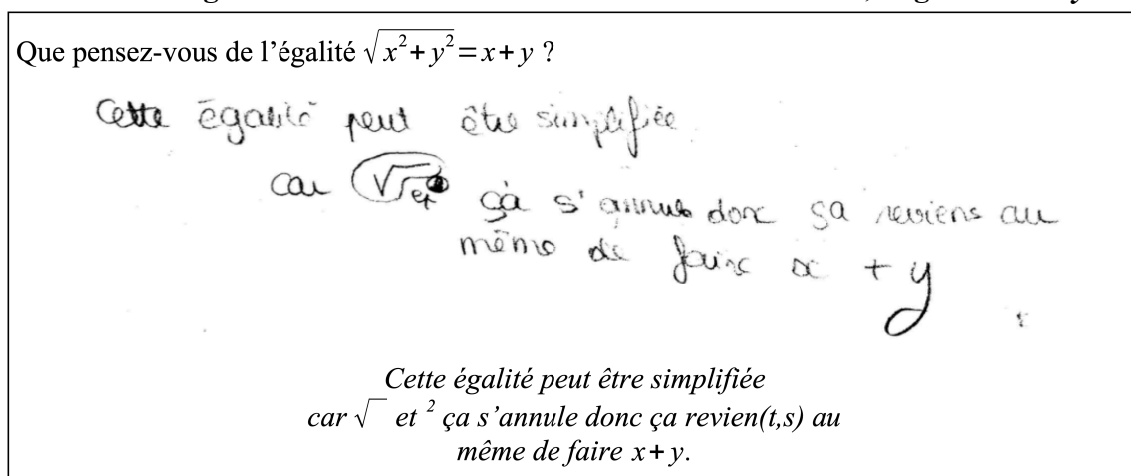 Que pensez-vous de l'égalité √x²+y²=x+y ?
Cette égalité peut être simplifiée
car √ et ² ça s'annule donc ça reviens au
même de faire x + y
Cette égalité peut être simplifiée
car √ et ² ça s'annule donc ça revien(t,s) au
même de faire x+y.